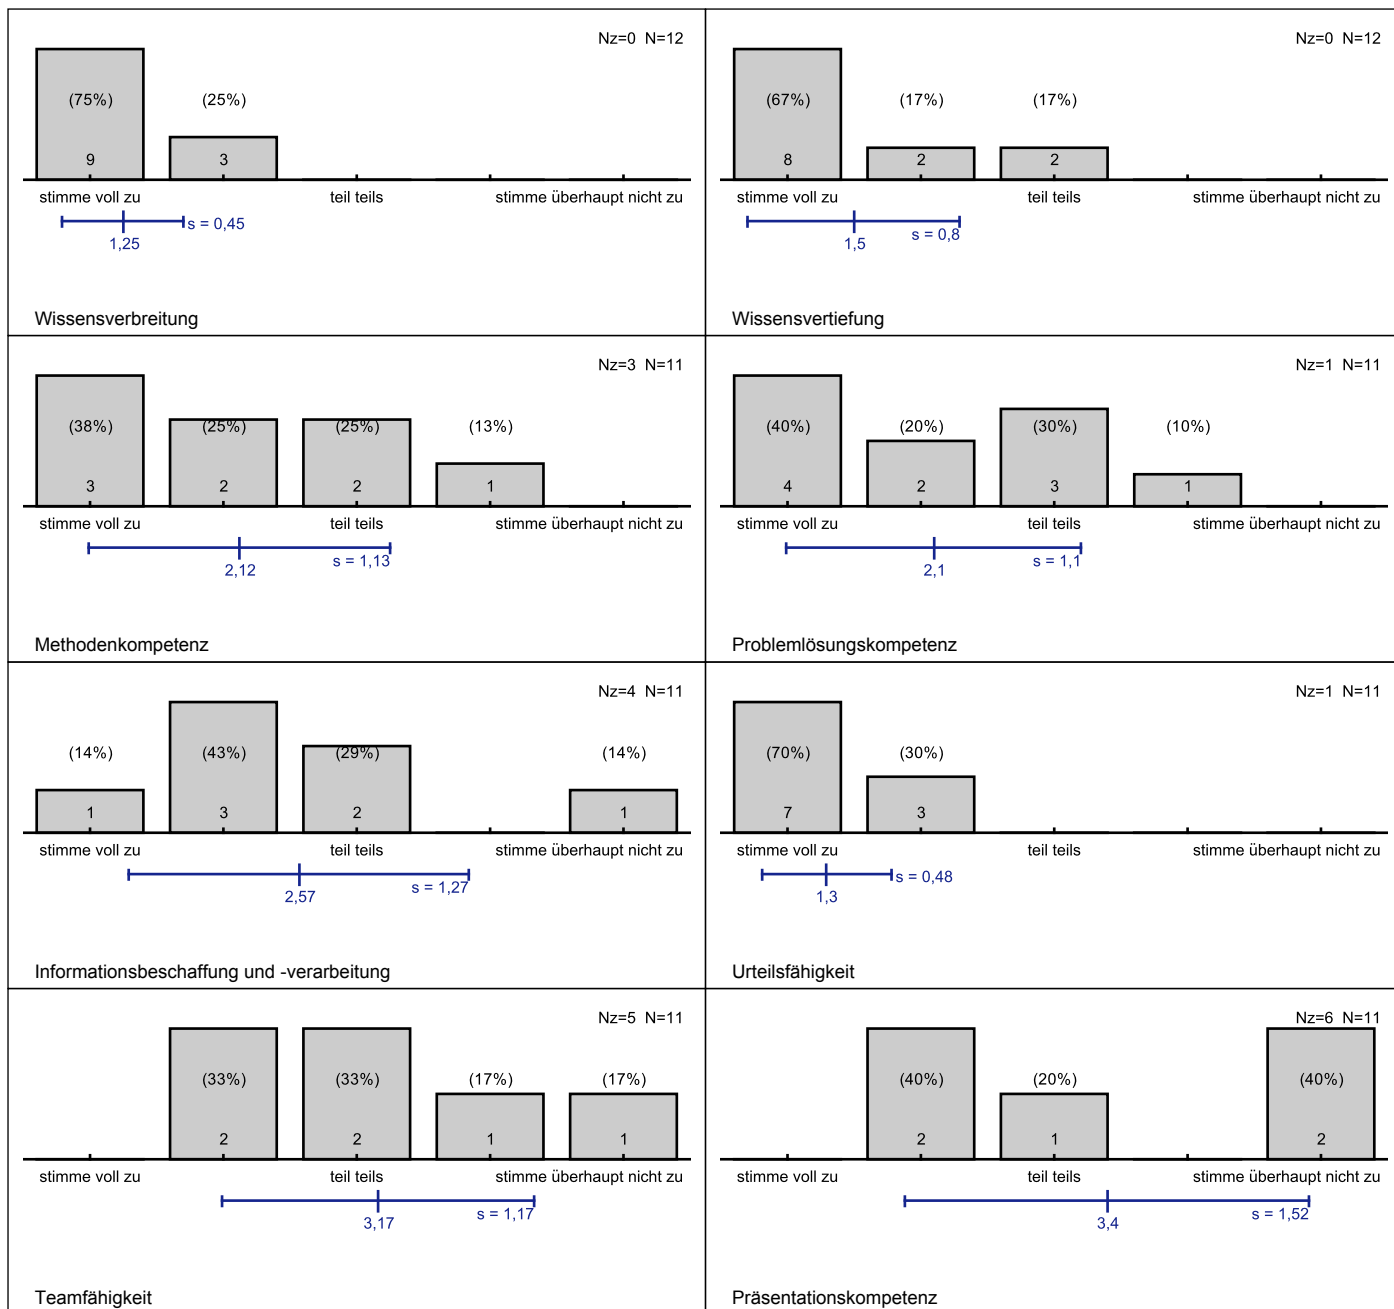 Nz=0 N=12
(75%) (25%)
9 3
stimme voll zu teil teils stimme überhaupt nicht zu
s = 0,45
1,25
Wissensverbreitung
Nz=0 N=12
(67%) (17%) (17%)
8 2 2
stimme voll zu teil teils stimme überhaupt nicht zu
s = 0,8
1,5
Wissensvertiefung
Nz=3 N=11
(38%) (25%) (25%) (13%)
3 2 2 1
stimme voll zu teil teils stimme überhaupt nicht zu
s = 1,13
2,12
Methodenkompetenz
Nz=1 N=11
(40%) (20%) (30%) (10%)
4 2 3 1
stimme voll zu teil teils stimme überhaupt nicht zu
s = 1,1
2,1
Problemlösungskompetenz
Nz=4 N=11
(14%) (43%) (29%) (14%)
1 3 2 1
stimme voll zu teil teils stimme überhaupt nicht zu
s = 1,27
2,57
Informationsbeschaffung und -verarbeitung
Nz=1 N=11
(70%) (30%)
7 3
stimme voll zu teil teils stimme überhaupt nicht zu
s = 0,48
1,3
Urteilsfähigkeit
Nz=5 N=11
(33%) (33%) (17%) (17%)
2 2 1 1
stimme voll zu teil teils stimme überhaupt nicht zu
s = 1,17
3,17
Teamfähigkeit
Nz=6 N=11
(40%) (20%) (40%)
2 1 2
stimme voll zu teil teils stimme überhaupt nicht zu
s = 1,52
3,4
Präsentationskompetenz